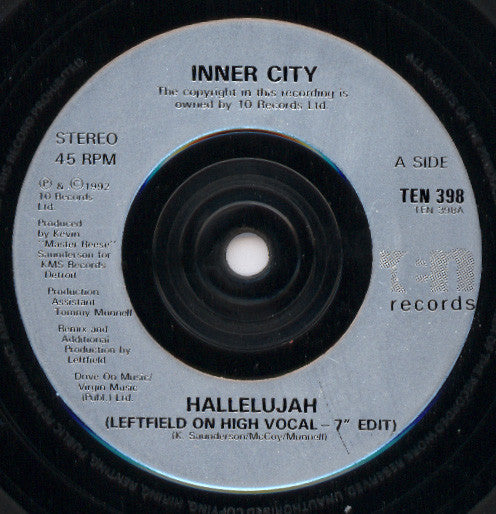 INNER CITY
The copyright in this recording is
owned by 10 Records Ltd.
STEREO
45 RPM
A SIDE
TEN 398
TEN 398A
Ⓟ & ©1992
10 Records
Ltd.
Produced
by Kevin
"Master Reese"
Saunderson for
KMS Records
Detroit
Production
Assistant
Tommy Munnell
Remix and
Additional
Production by
Leftfield
Drive On Music/
Virgin Music
(Publ.) Ltd.
records
HALLELUJAH
(LEFTFIELD ON HIGH VOCAL – 7" EDIT)
(K. Saunderson/McCoy/Munnell)